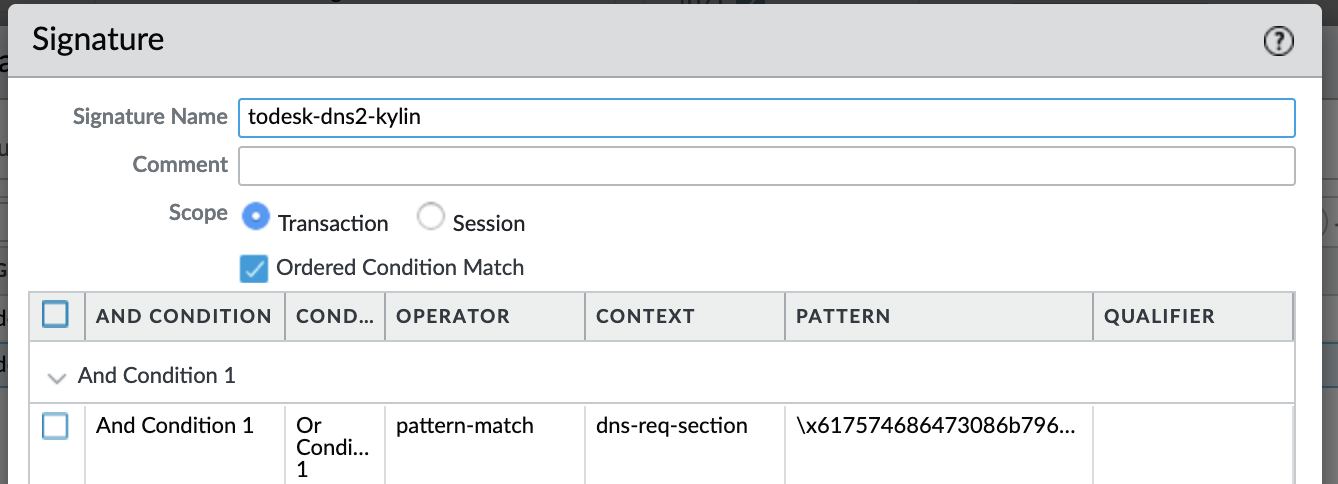 Signature
Signature Name todesk-dns2-kylin
Comment
Scope Transaction Session
Ordered Condition Match
AND CONDITION COND... OPERATOR CONTEXT PATTERN QUALIFIER
And Condition 1
And Condition 1 Or Condi... 1 pattern-match dns-req-section \x617574686473086b796...